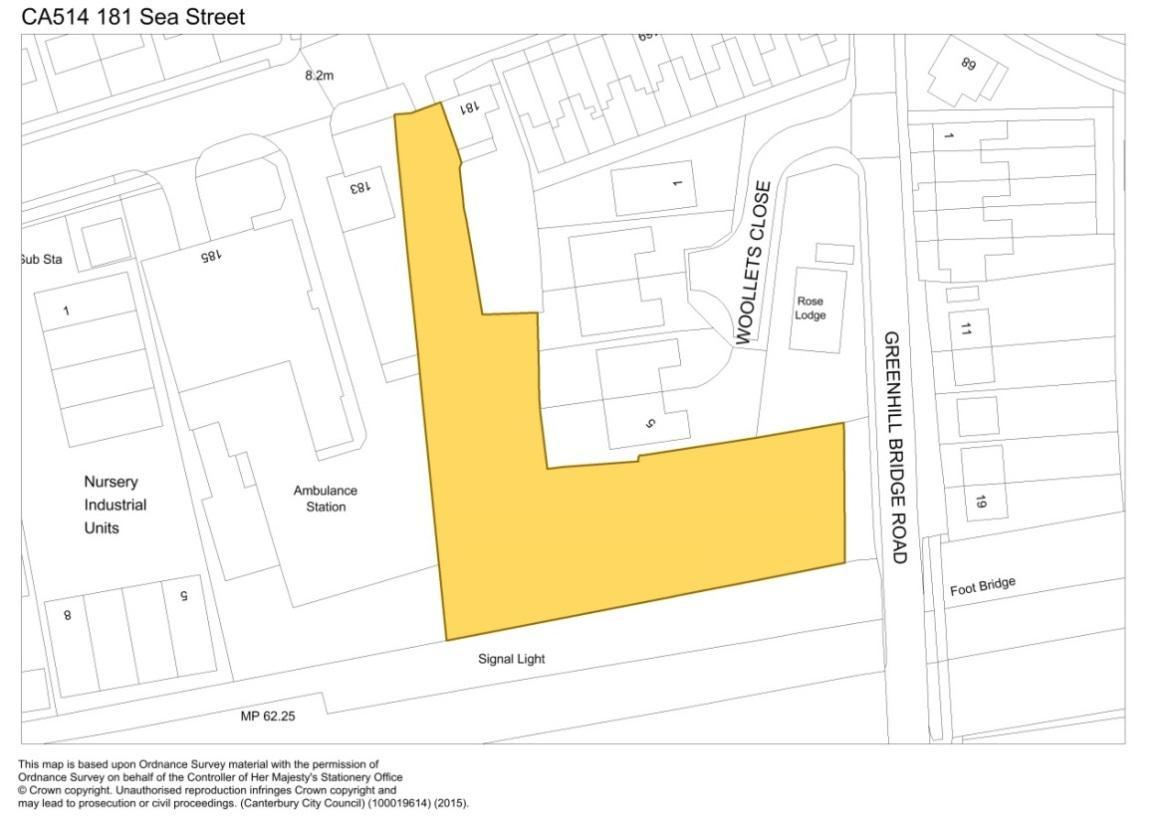 CA514 181 Sea Street
8.2m
69
181
89
1
183
1
WOOLLETS CLOSE
185
Sub Sta
1
Rose
Lodge
11
GREENHILL BRIDGE ROAD
5
Nursery
Industrial
Units
Ambulance
Station
19
Foot Bridge
8
5
Signal Light
MP 62.25
This map is based upon Ordnance Survey material with the permission of
Ordnance Survey on behalf of the Controller of Her Majesty's Stationery Office
© Crown copyright. Unauthorised reproduction infringes Crown copyright and
may lead to prosecution or civil proceedings. (Canterbury City Council) (100019614) (2015).